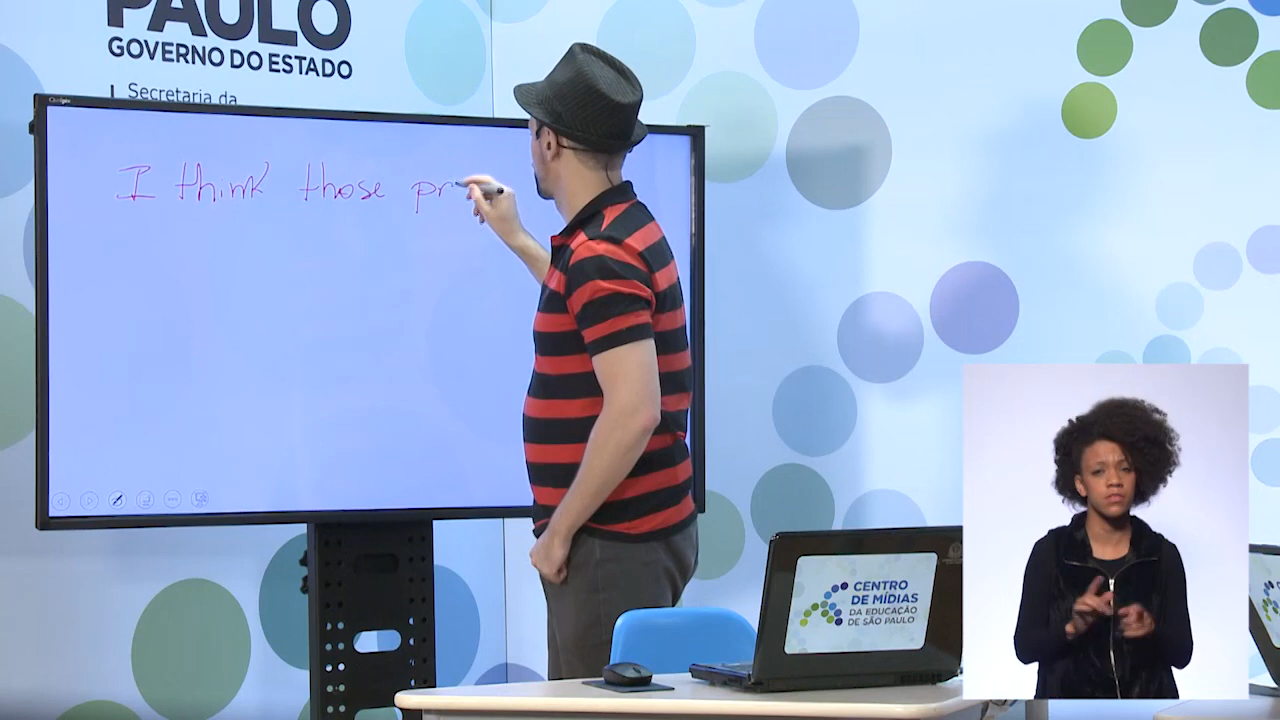 PAULO
GOVERNO DO ESTADO
Secretaria da
I think those pr
CENTRO
DE MÍDIAS
DA EDUCAÇÃO
DE SÃO PAULO